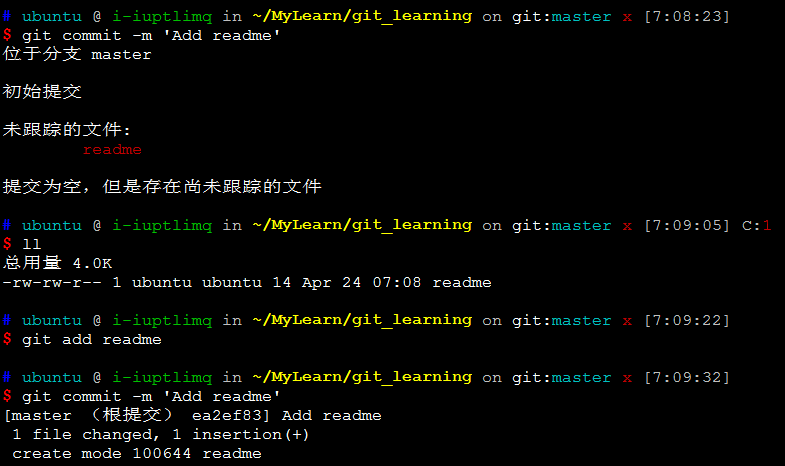 # ubuntu @ i-iuptlimq in ~/MyLearn/git_learning on git:master x [7:08:23]
$ git commit -m 'Add readme'
位于分支 master
初始提交
未跟踪的文件:
readme
提交为空，但是存在尚未跟踪的文件
# ubuntu @ i-iuptlimq in ~/MyLearn/git_learning on git:master x [7:09:05] C:1
$ ll
总用量 4.0K
-rw-rw-r-- 1 ubuntu ubuntu 14 Apr 24 07:08 readme
# ubuntu @ i-iuptlimq in ~/MyLearn/git_learning on git:master x [7:09:22]
$ git add readme
# ubuntu @ i-iuptlimq in ~/MyLearn/git_learning on git:master x [7:09:32]
$ git commit -m 'Add readme'
[master （根提交） ea2ef83] Add readme
1 file changed, 1 insertion(+)
create mode 100644 readme